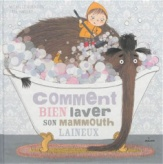 COMMENT
BIEN laver
SON MAMMOUTH
LAINEUX